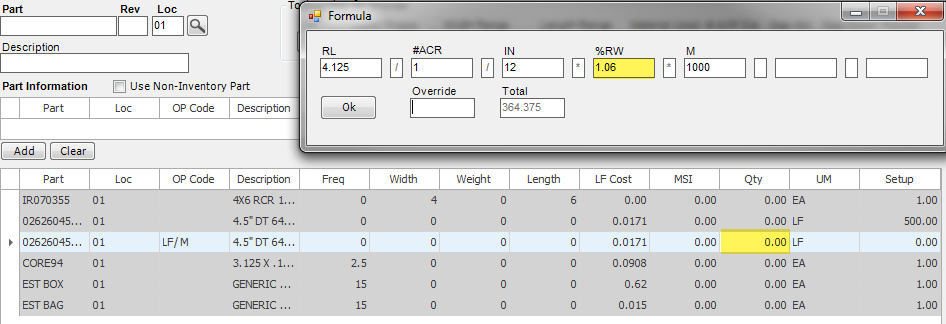 Part Rev Loc
01
Description
Part Information Use Non-Inventory Part
Part Loc OP Code Description
Add Clear
Formula
RL #ACR IN %RW M
4.125 / 1 / 12 * 1.06 * 1000
Ok Override Total
364.375
Part Loc OP Code Description Freq Width Weight Length LF Cost MSI Qty UM Setup
IR070355 01 4X6 RCR 1... 0 4 0 6 0.00 0.00 0.00 EA 0.00
02626045... 01 4.5" DT 64... 0 0 0 0 0.0171 0.00 0.00 LF 500.00
02626045... 01 LF/M 4.5" DT 64... 0 0 0 0 0.0171 0.00 0.00 LF 0.00
CORE94 01 3.125 X .1... 2.5 0 0 0 0.0908 0.00 0.00 EA 0.00
EST BOX 01 GENERIC ... 15 0 0 0 0.62 0.00 0.00 EA 0.00
EST BAG 01 GENERIC ... 15 0 0 0 0.015 0.00 0.00 EA 0.00